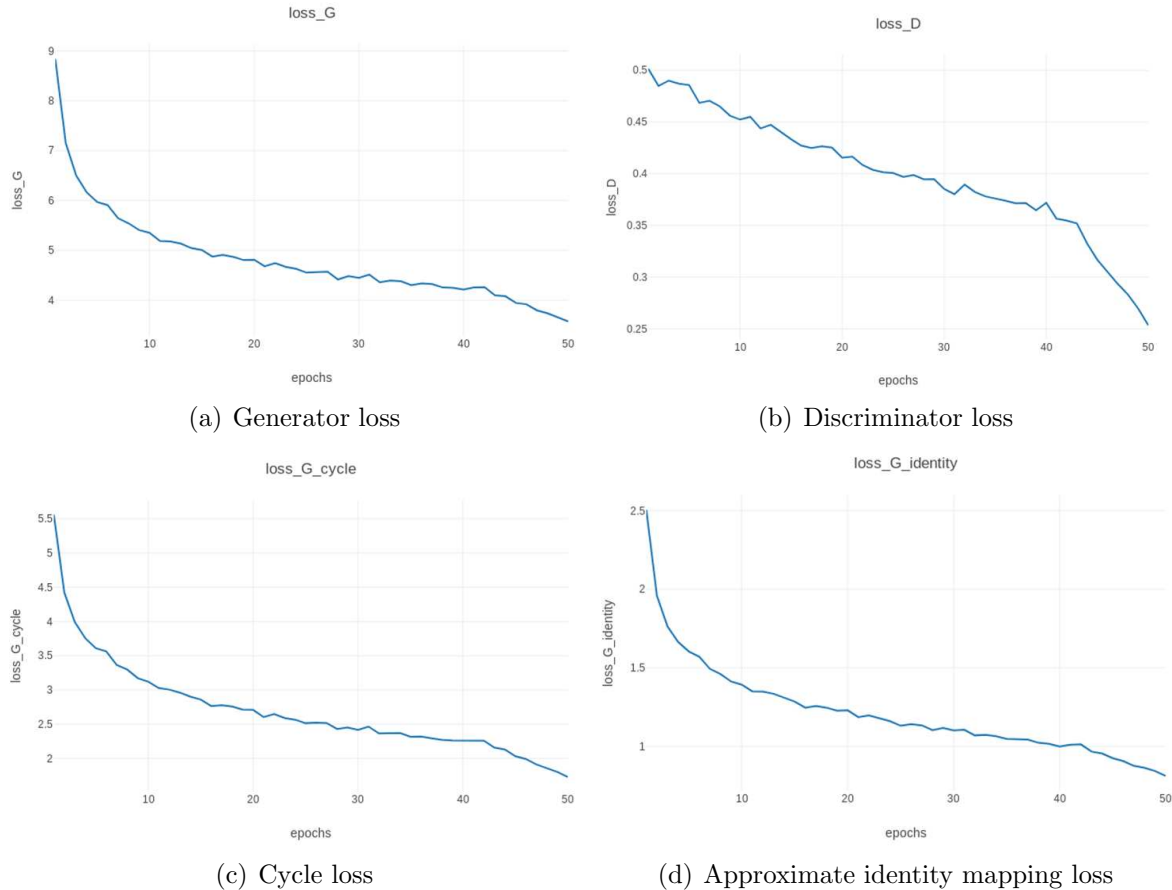 loss_G
9
8
7
6
5
4
loss_G
10 20 30 40 50
epochs
(a) Generator loss
loss_D
0.5
0.45
0.4
0.35
0.3
0.25
loss_D
10 20 30 40 50
epochs
(b) Discriminator loss
loss_G_cycle
5.5
5
4.5
4
3.5
3
2.5
2
loss_G_cycle
10 20 30 40 50
epochs
(c) Cycle loss
loss_G_identity
2.5
2
1.5
1
loss_G_identity
10 20 30 40 50
epochs
(d) Approximate identity mapping loss